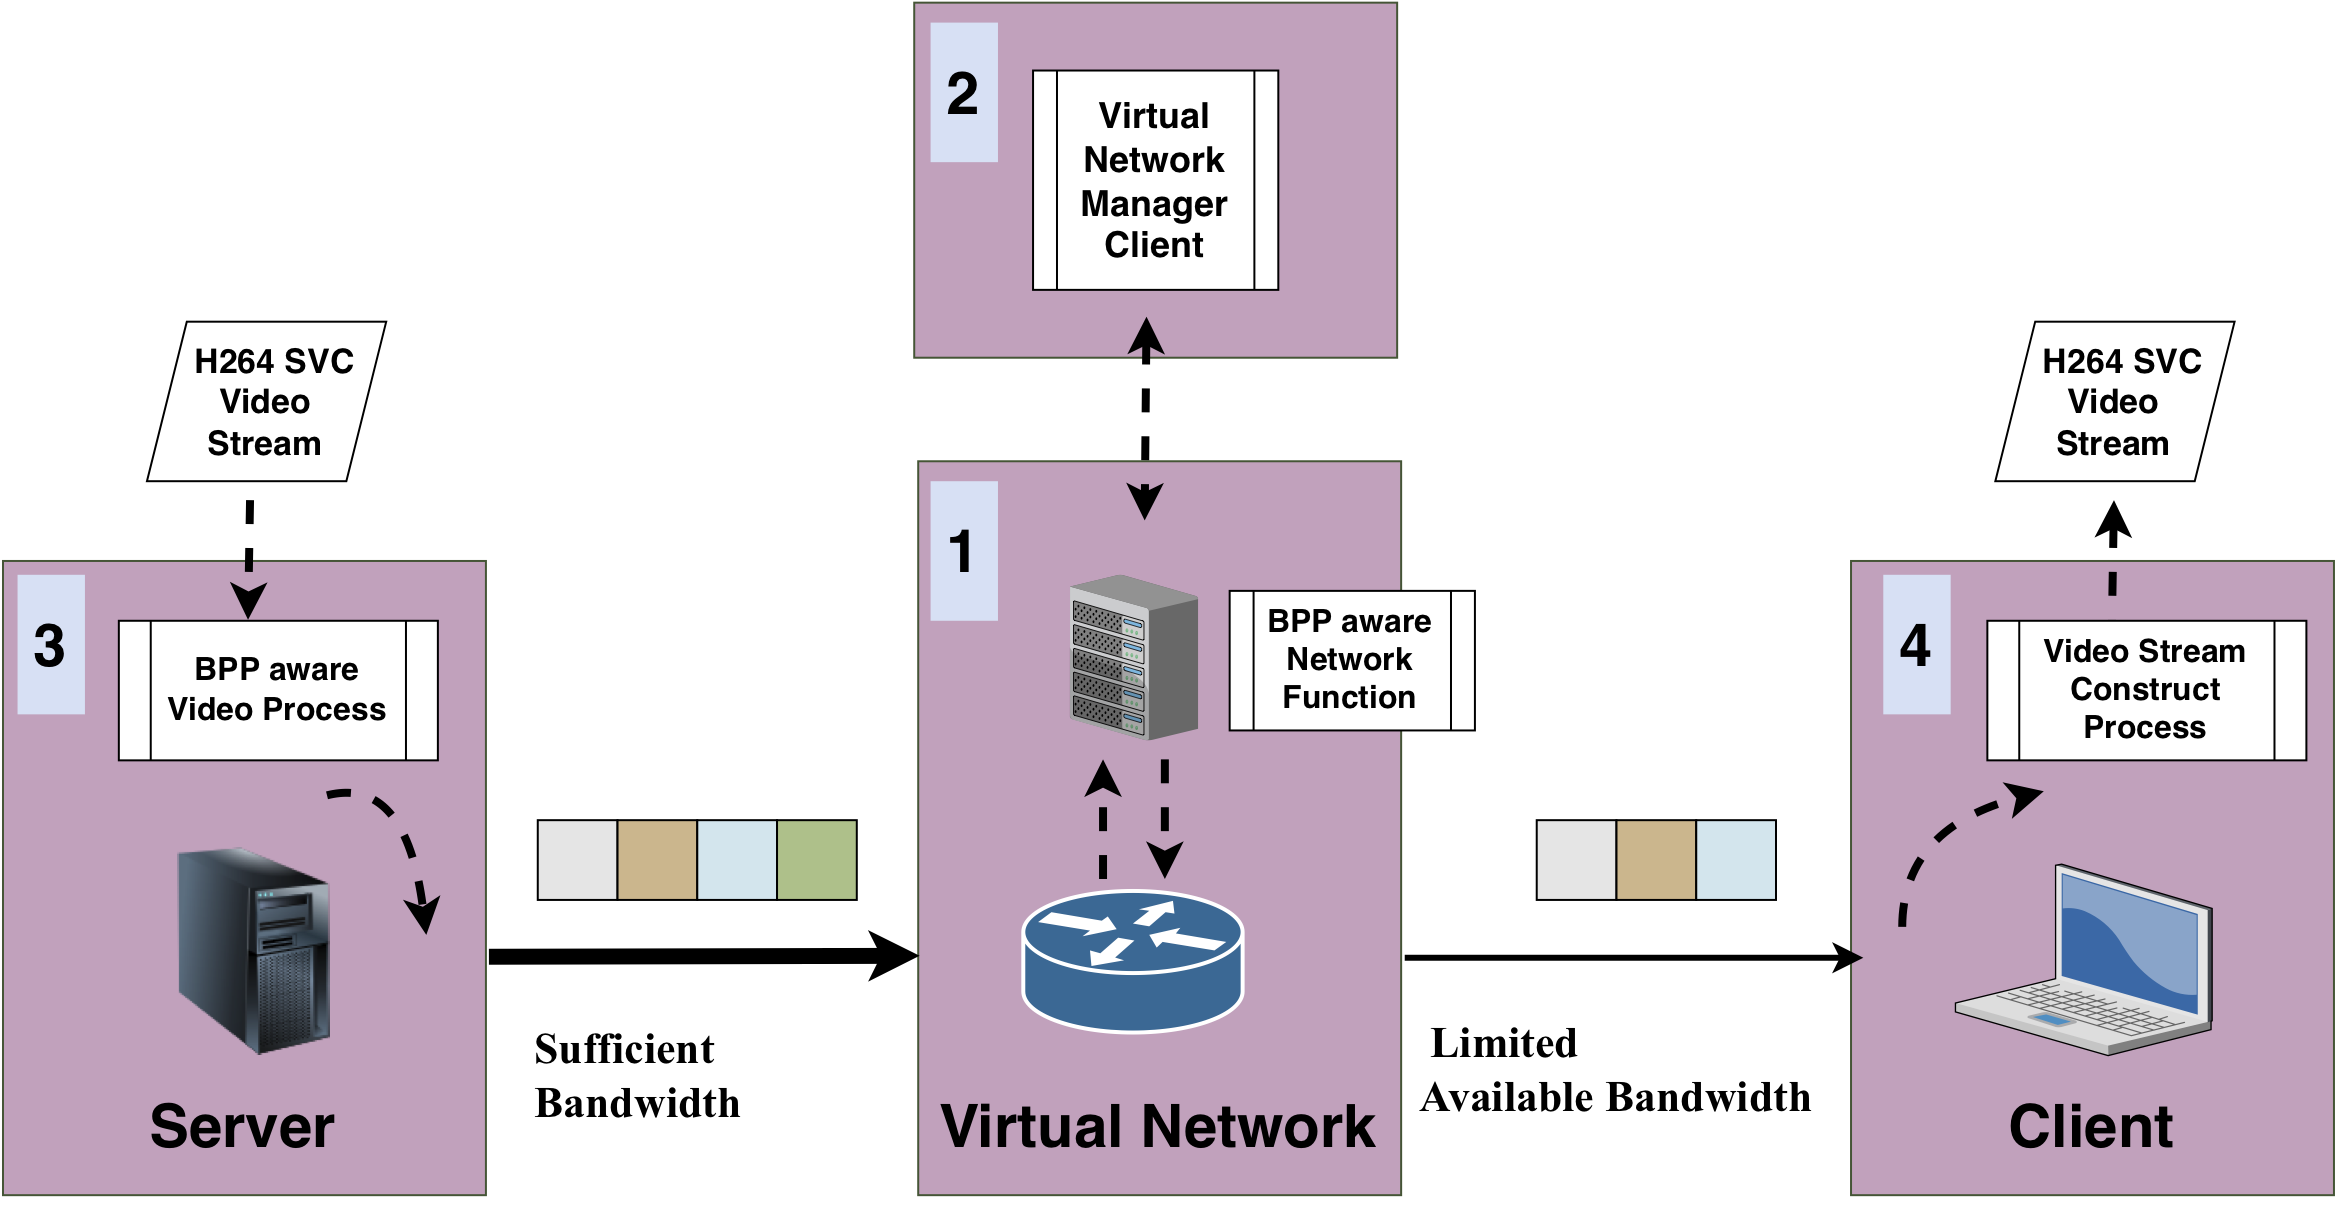 2
Virtual
Network
Manager
Client
H264 SVC
Video
Stream
H264 SVC
Video
Stream
3
BPP aware
Video Process
1
BPP aware
Network
Function
4
Video Stream
Construct
Process
Sufficient
Bandwidth
Limited
Available Bandwidth
Server
Virtual Network
Client